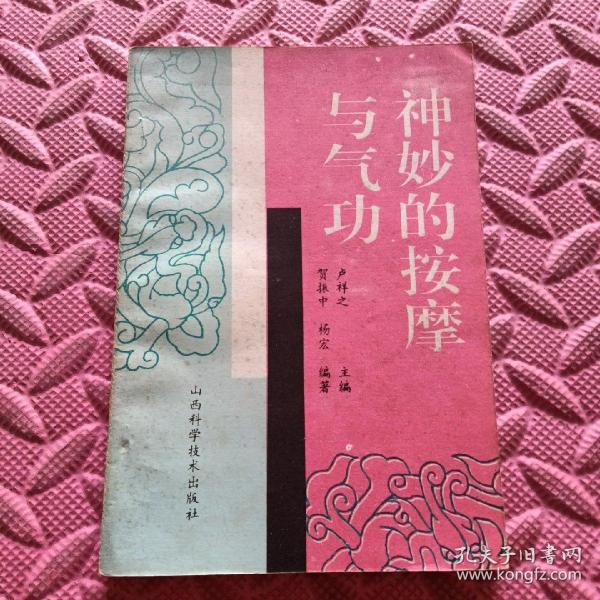 神妙的按摩
与气功
卢祥之 主编
贺振中 杨宏 编著
山西科学技术出版社
孔夫子旧书网
www.kongfz.com